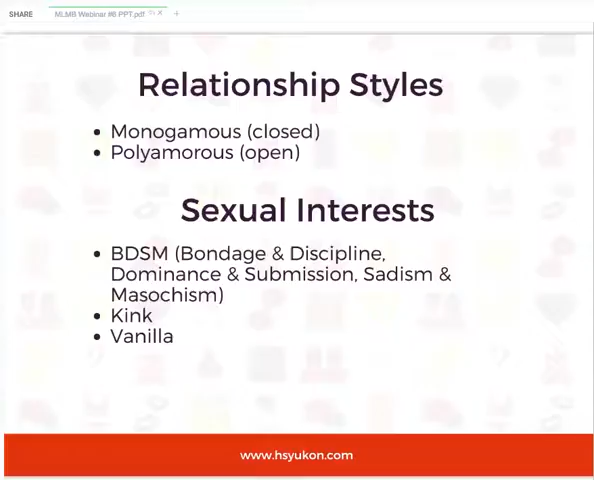 SHARE
MLMB Webinar #6 PPT.pdf
Relationship Styles
• Monogamous (closed)
• Polyamorous (open)
Sexual Interests
• BDSM (Bondage & Discipline,
Dominance & Submission, Sadism &
Masochism)
• Kink
• Vanilla
www.hsyukon.com